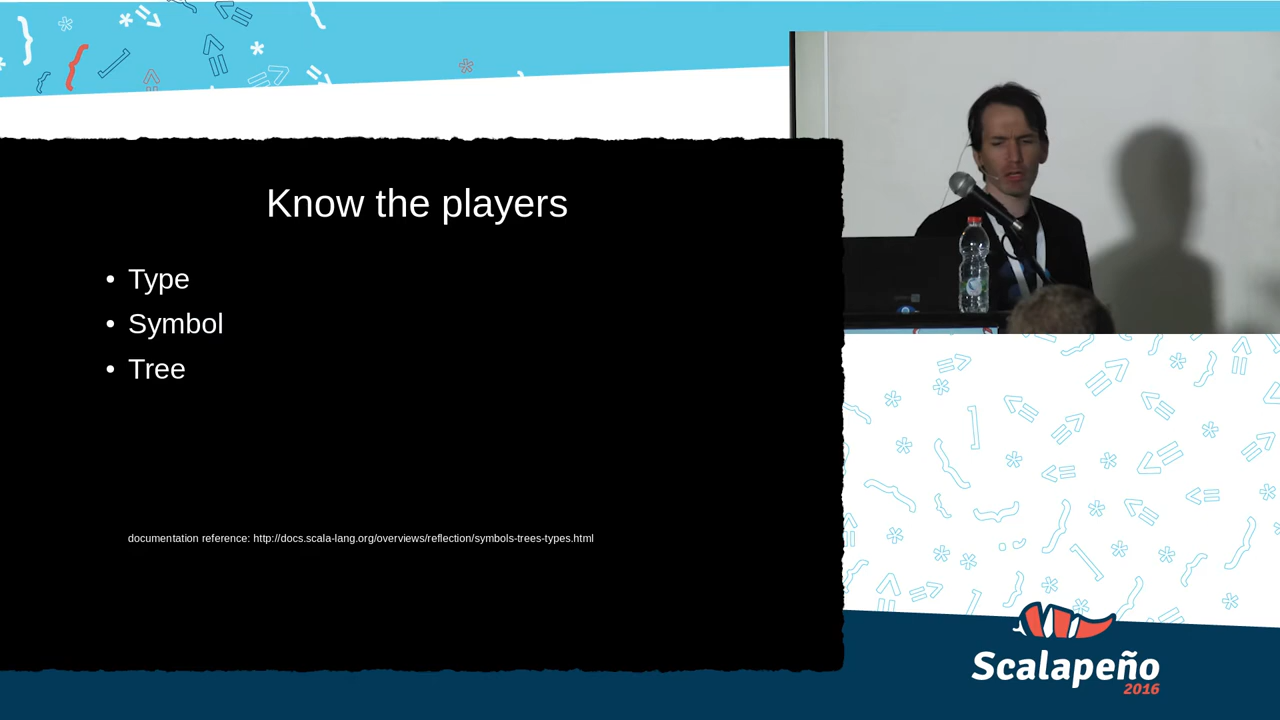 Know the players
• Type
• Symbol
• Tree
documentation reference: http://docs.scala-lang.org/overviews/reflection/symbols-trees-types.html
Scalapeño
2016